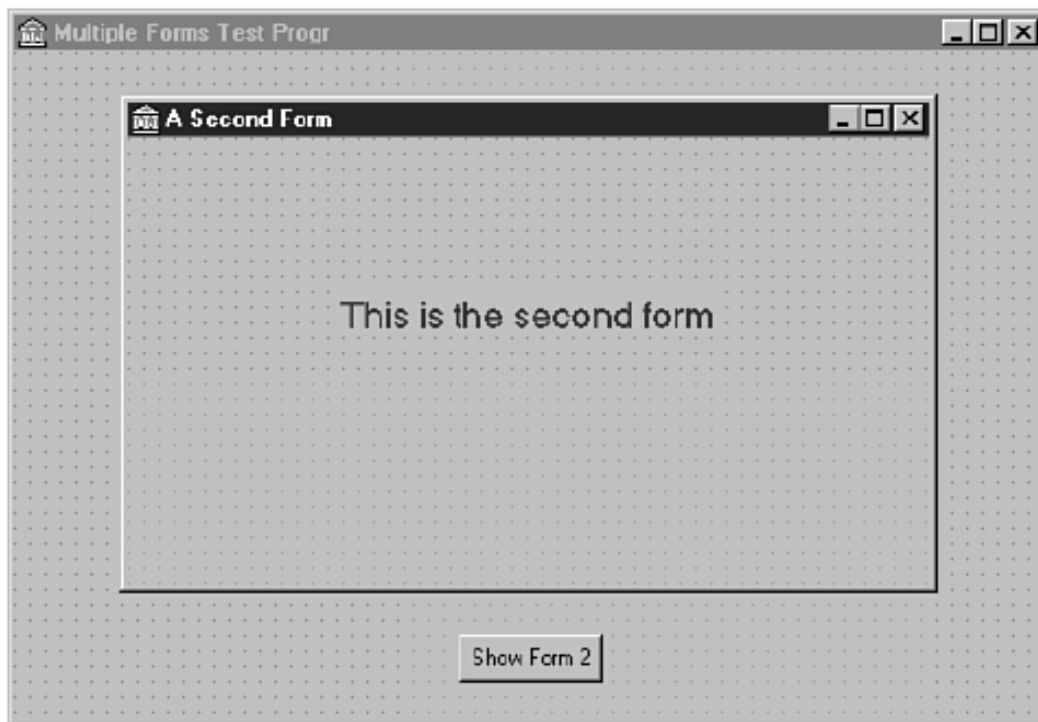 Multiple Forms Test Progr
A Second Form
This is the second form
Show Form 2